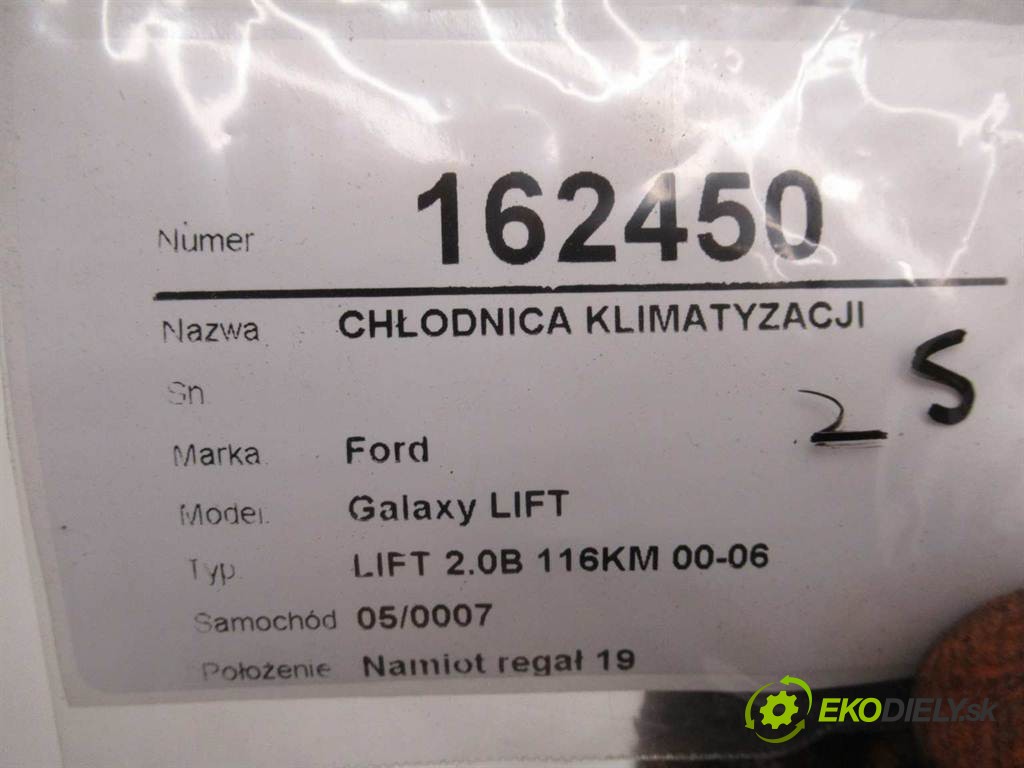 Numer 162450
Nazwa CHŁODNICA KLIMATYZACJI
Sn.
2 5
Marka Ford
Model Galaxy LIFT
Typ LIFT 2.0B 116KM 00-06
Samochód 05/0007
Położenie Namiot regał 19
EKODIELY.sk